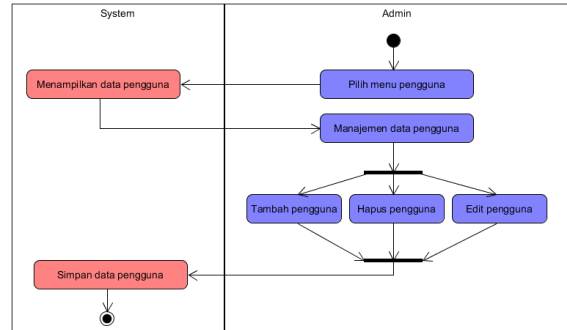 System
Admin
Menampilkan data pengguna
Pilih menu pengguna
Manajemen data pengguna
Tambah pengguna
Hapus pengguna
Edit pengguna
Simpan data pengguna